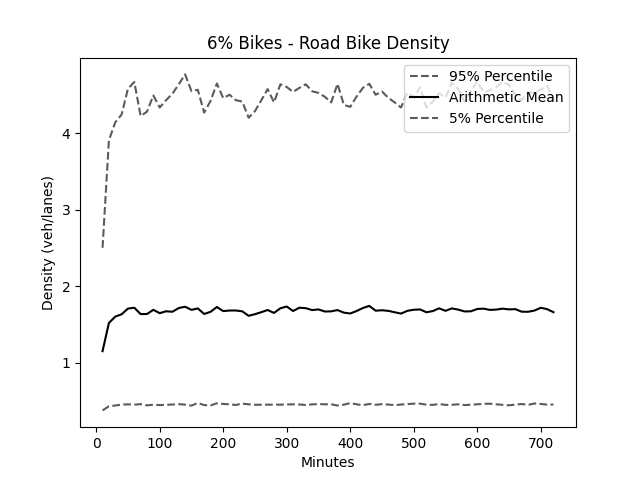 6% Bikes - Road Bike Density
95% Percentile
Arithmetic Mean
5% Percentile
4
3
2
1
Density (veh/lanes)
0 100 200 300 400 500 600 700
Minutes